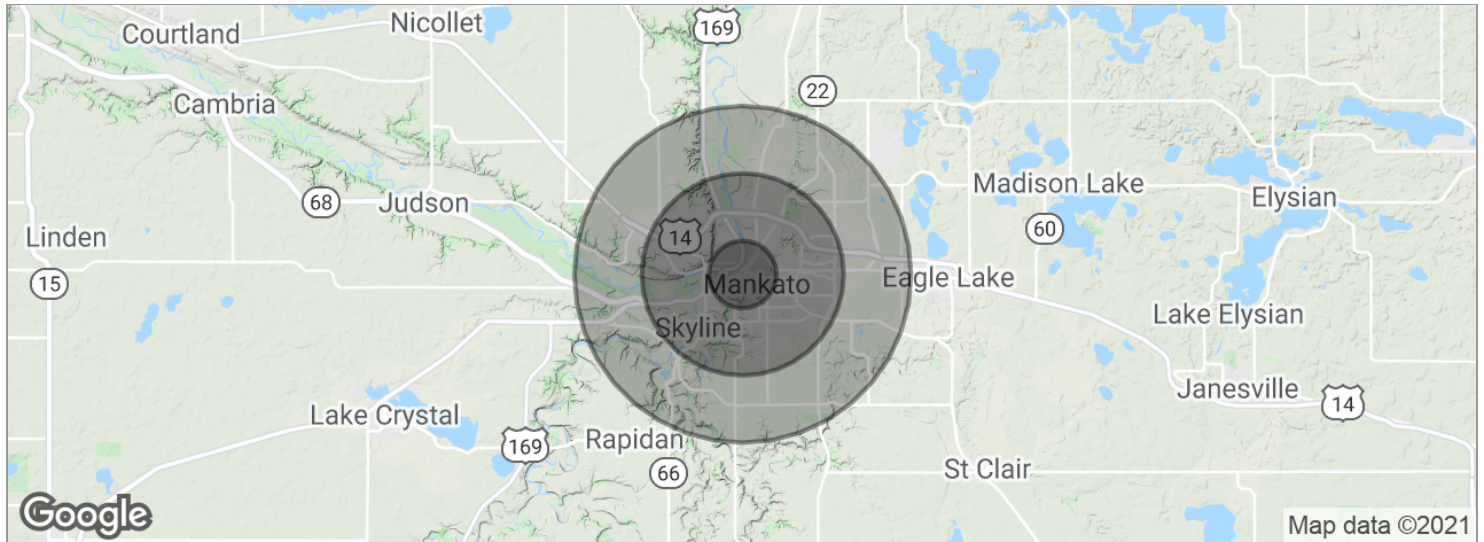 Nicollet
169
Courtland
22
Cambria
Madison Lake
Elysian
68
Judson
60
Linden
14
Eagle Lake
15
Mankato
Lake Elysian
Skyline
Janesville
14
Lake Crystal
Rapidan
169
66
St Clair
Google
Map data ©2021